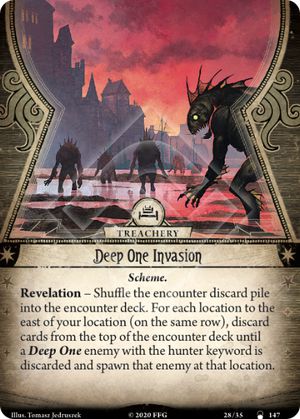 TREACHERY
Deep One Invasion
Scheme.
Revelation – Shuffle the encounter discard pile
into the encounter deck. For each location to the
east of your location (on the same row), discard
cards from the top of the encounter deck until
a Deep One enemy with the hunter keyword is
discarded and spawn that enemy at that location.
Illus. Tomasz Jedruszek © 2020 FFG 28/35 147